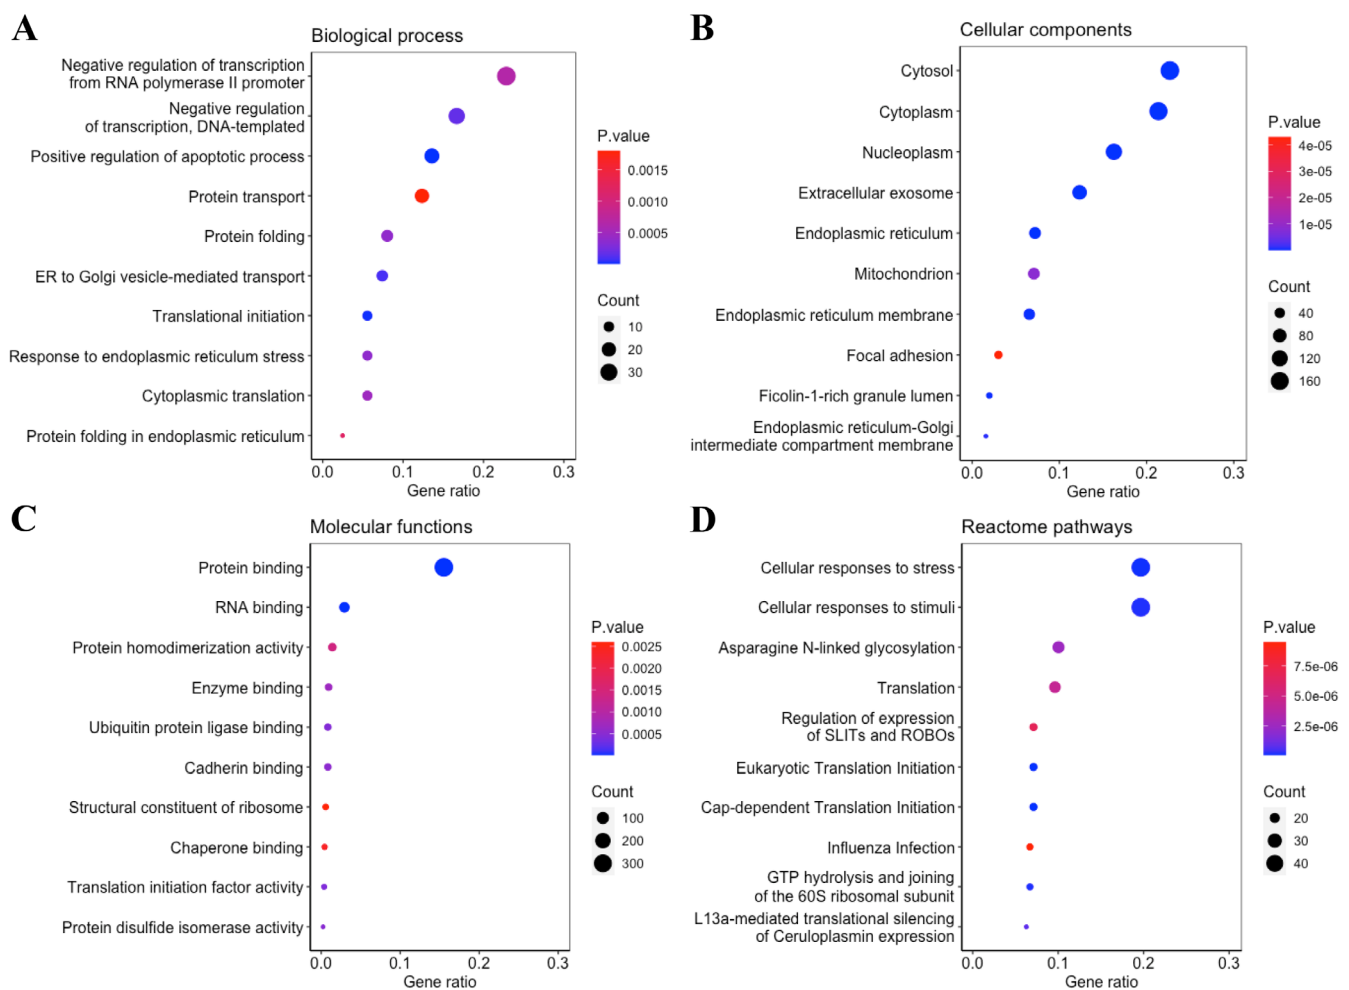 A
Biological process
Negative regulation of transcription
from RNA polymerase II promoter
Negative regulation
of transcription, DNA-templated
Positive regulation of apoptotic process
Protein transport
Protein folding
ER to Golgi vesicle-mediated transport
Translational initiation
Response to endoplasmic reticulum stress
Cytoplasmic translation
Protein folding in endoplasmic reticulum
0.0 0.1 0.2 0.3
Gene ratio
P.value
0.0015
0.0010
0.0005
Count
10
20
30
B
Cellular components
Cytosol
Cytoplasm
Nucleoplasm
Extracellular exosome
Endoplasmic reticulum
Mitochondrion
Endoplasmic reticulum membrane
Focal adhesion
Ficolin-1-rich granule lumen
Endoplasmic reticulum-Golgi
intermediate compartment membrane
0.0 0.1 0.2 0.3
Gene ratio
P.value
4e-05
3e-05
2e-05
1e-05
Count
40
80
120
160
C
Molecular functions
Protein binding
RNA binding
Protein homodimerization activity
Enzyme binding
Ubiquitin protein ligase binding
Cadherin binding
Structural constituent of ribosome
Chaperone binding
Translation initiation factor activity
Protein disulfide isomerase activity
0.0 0.1 0.2 0.3
Gene ratio
P.value
0.0025
0.0020
0.0015
0.0010
0.0005
Count
100
200
300
D
Reactome pathways
Cellular responses to stress
Cellular responses to stimuli
Asparagine N-linked glycosylation
Translation
Regulation of expression
of SLITs and ROBOs
Eukaryotic Translation Initiation
Cap-dependent Translation Initiation
Influenza Infection
GTP hydrolysis and joining
of the 60S ribosomal subunit
L13a-mediated translational silencing
of Ceruloplasmin expression
0.0 0.1 0.2 0.3
Gene ratio
P.value
7.5e-06
5.0e-06
2.5e-06
Count
20
30
40